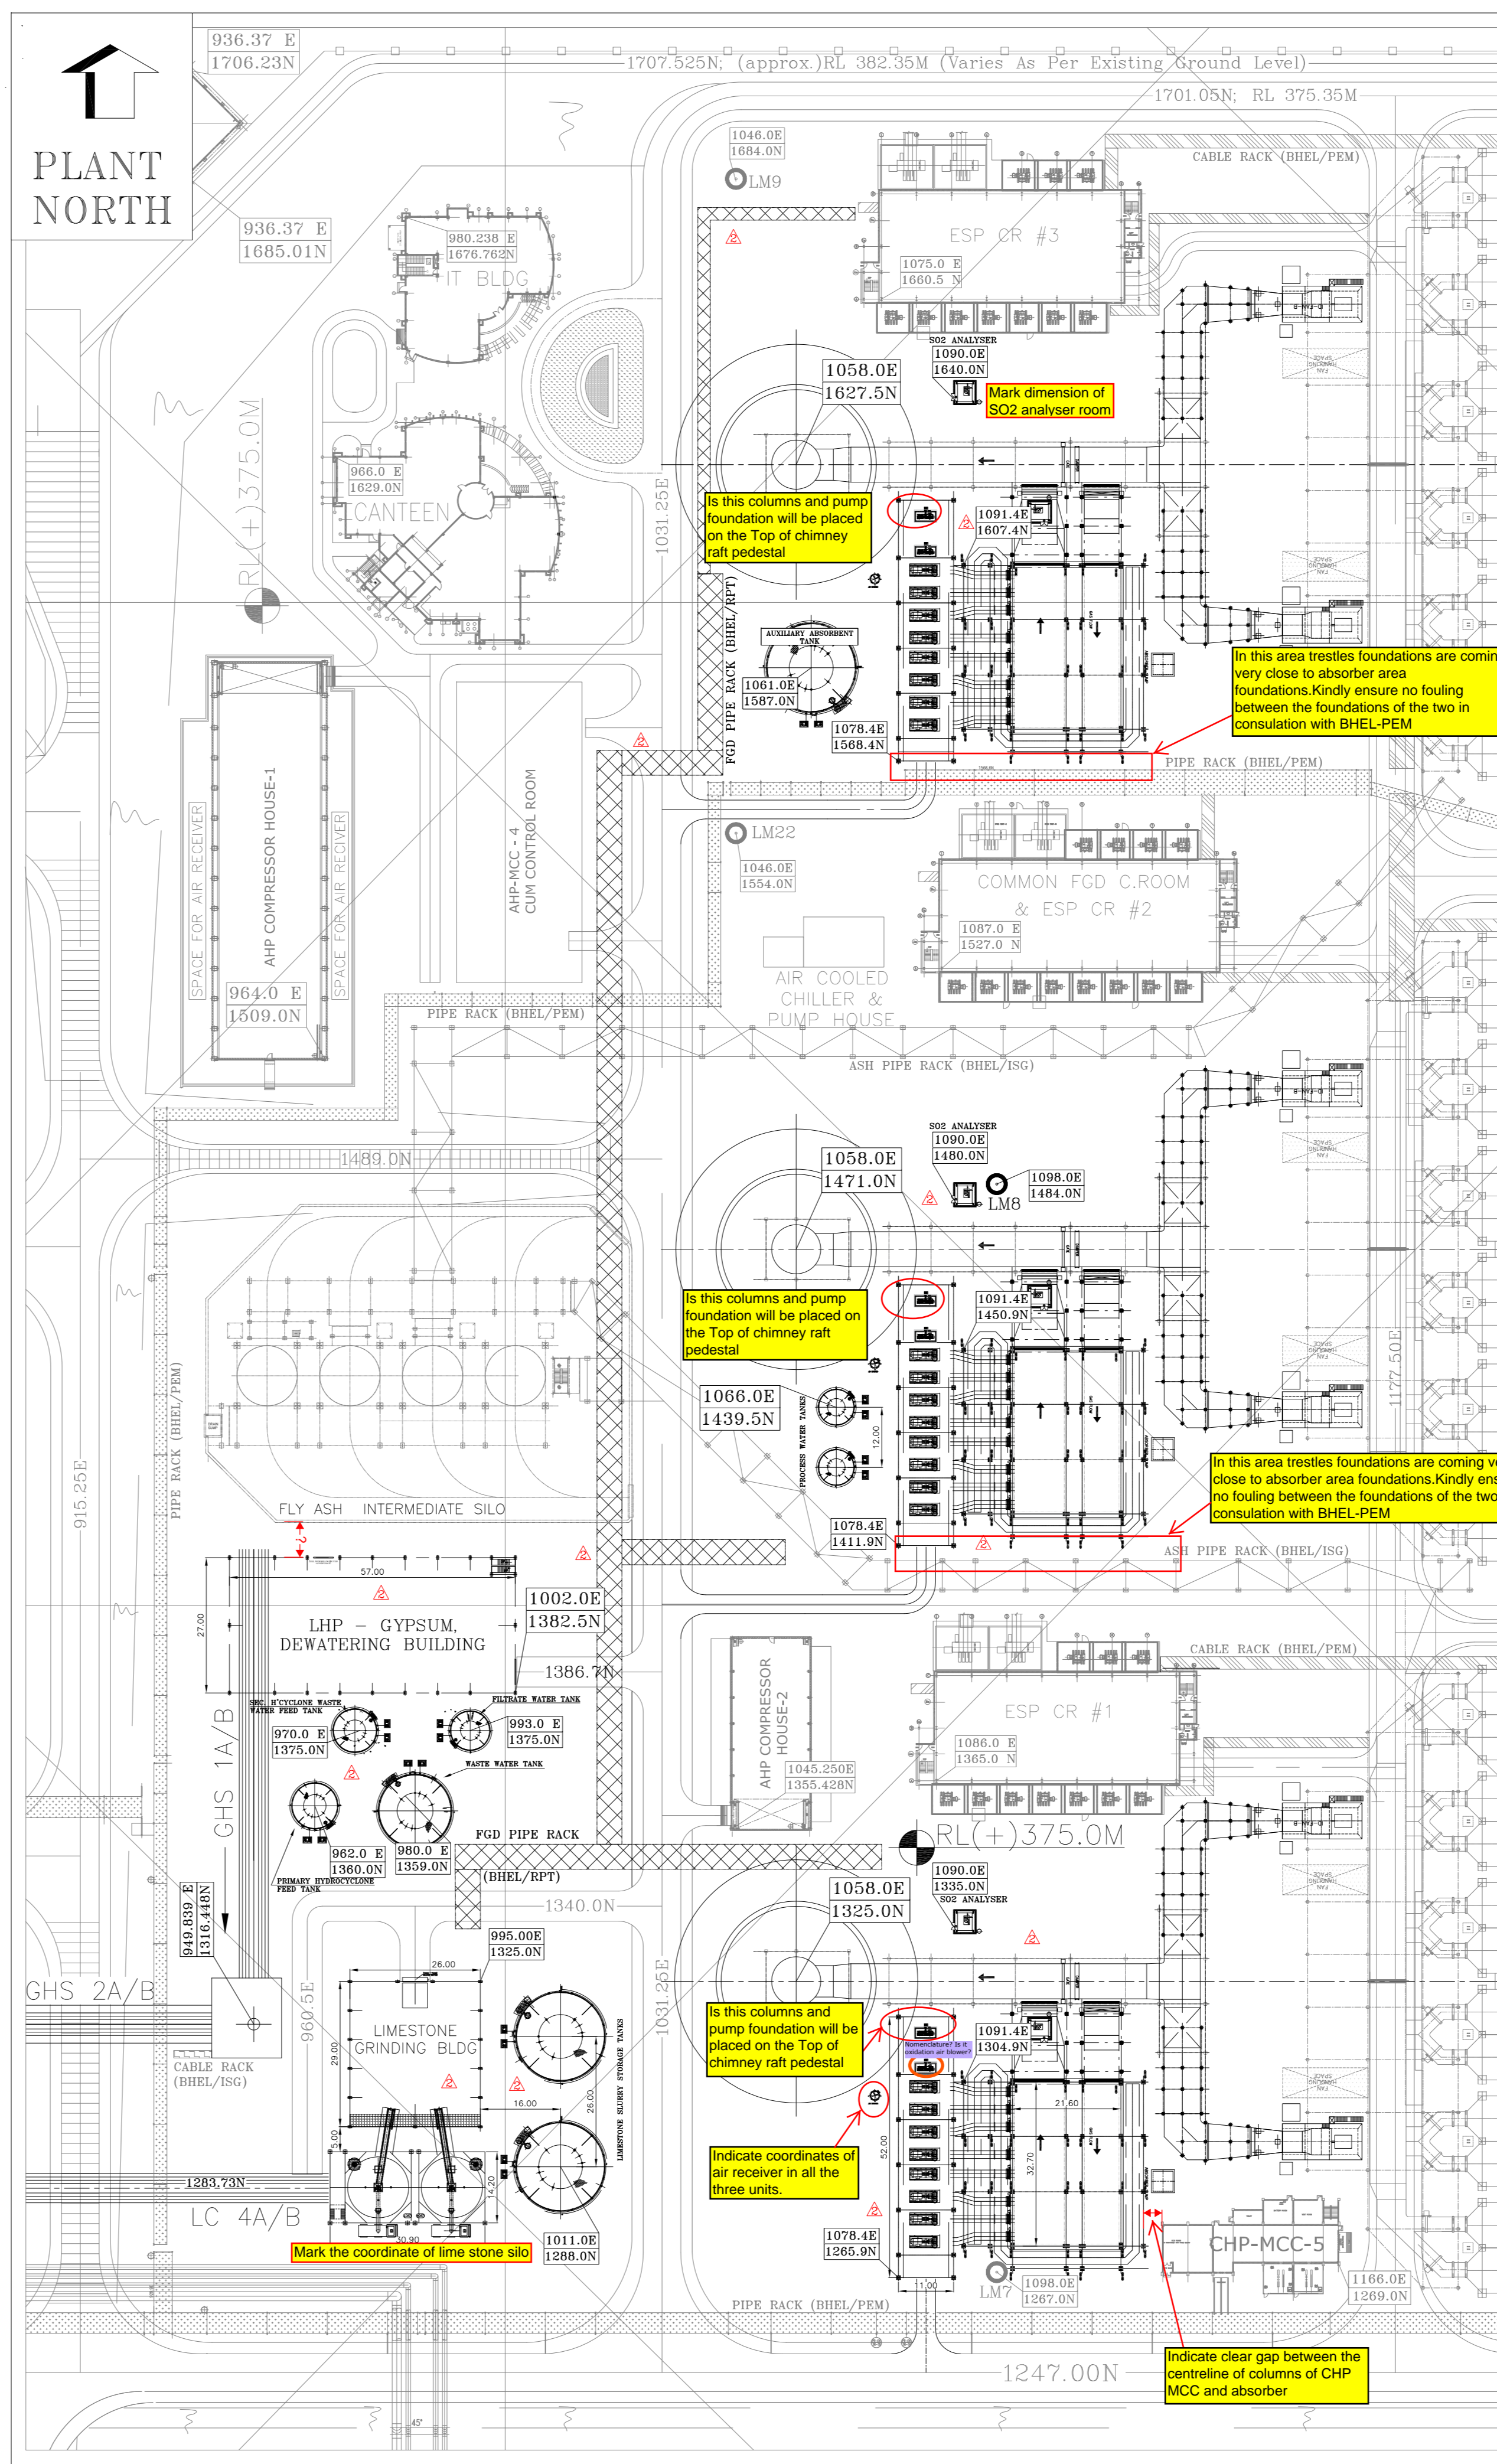 PLANT
NORTH
936.37 E
1706.23N
1707.525N; (approx.)RL 382.35M (Varies As Per Existing Ground Level)
1701.05N; RL 375.35M
1046.0E
1684.0N
LM9
CABLE RACK (BHEL/PEM)
936.37 E
1685.01N
980.238 E
1676.762N
IT BLDG
ESP CR #3
1075.0 E
1660.5 N
SO2 ANALYSER
1090.0E
1640.0N
1058.0E
1627.5N
Mark dimension of
SO2 analyser room
RL(+)375.0M
966.0 E
1629.0N
CANTEEN
1031.25E
Is this columns and pump
foundation will be placed
on the Top of chimney
raft pedestal
1091.4E
1607.4N
FGD PIPE RACK (BHEL/RPT)
AUXILIARY ABSORBENT
TANK
1061.0E
1587.0N
1078.4E
1568.4N
In this area trestles foundations are comin
very close to absorber area
foundations.Kindly ensure no fouling
between the foundations of the two in
consulation with BHEL-PEM
PIPE RACK (BHEL/PEM)
SPACE FOR AIR RECEIVER
AHP COMPRESSOR HOUSE-1
SPACE FOR AIR RECIVER
AHP-MCC - 4
CUM CONTROL ROOM
LM22
1046.0E
1554.0N
COMMON FGD C.ROOM
& ESP CR #2
1087.0 E
1527.0 N
AIR COOLED
CHILLER &
PUMP HOUSE
964.0 E
1509.0N
PIPE RACK (BHEL/PEM)
ASH PIPE RACK (BHEL/ISG)
1489.0N
SO2 ANALYSER
1090.0E
1480.0N
1058.0E
1471.0N
1098.0E
1484.0N
LM8
Is this columns and pump
foundation will be placed on
the Top of chimney raft
pedestal
1091.4E
1450.9N
1177.50E
PIPE RACK (BHEL/PEM)
1066.0E
1439.5N
PROCESS WATER TANKS
12.00
915.25E
FLY ASH INTERMEDIATE SILO
?
1078.4E
1411.9N
In this area trestles foundations are coming ve
close to absorber area foundations.Kindly ens
no fouling between the foundations of the two
consulation with BHEL-PEM
ASH PIPE RACK (BHEL/ISG)
57.00
27.00
LHP - GYPSUM,
DEWATERING BUILDING
1002.0E
1382.5N
1386.7N
SEC. H'CYCLONE WASTE
WATER FEED TANK
FILTRATE WATER TANK
970.0 E
1375.0N
993.0 E
1375.0N
WASTE WATER TANK
GHS 1A/B
AHP COMPRESSOR
HOUSE-2
1045.250E
1355.428N
CABLE RACK (BHEL/PEM)
ESP CR #1
1086.0 E
1365.0 N
FGD PIPE RACK
(BHEL/RPT)
962.0 E
1360.0N
980.0 E
1359.0N
PRIMARY HYDROCYCLONE
FEED TANK
RL(+)375.0M
1090.0E
1335.0N
SO2 ANALYSER
949.839 E
1316.448N
1340.0N
1058.0E
1325.0N
995.00E
1325.0N
26.00
GHS 2A/B
960.5E
1031.25E
LIMESTONE
GRINDING BLDG
29.00
LIMESTONE SLURRY STORAGE TANKS
26.00
16.00
CABLE RACK
(BHEL/ISG)
Is this columns and
pump foundation will be
placed on the Top of
chimney raft pedestal
Nomenclature? Is it
oxidation air blower?
1091.4E
1304.9N
21.60
32.70
52.00
Indicate coordinates of
air receiver in all the
three units.
5.00
14.20
1283.73N
LC 4A/B
30.90
Mark the coordinate of lime stone silo
1011.0E
1288.0N
1078.4E
1265.9N
11.00
LM7
1098.0E
1267.0N
CHP-MCC-5
1166.0E
1269.0N
PIPE RACK (BHEL/PEM)
1247.00N
Indicate clear gap between the
centreline of columns of CHP
MCC and absorber
45°